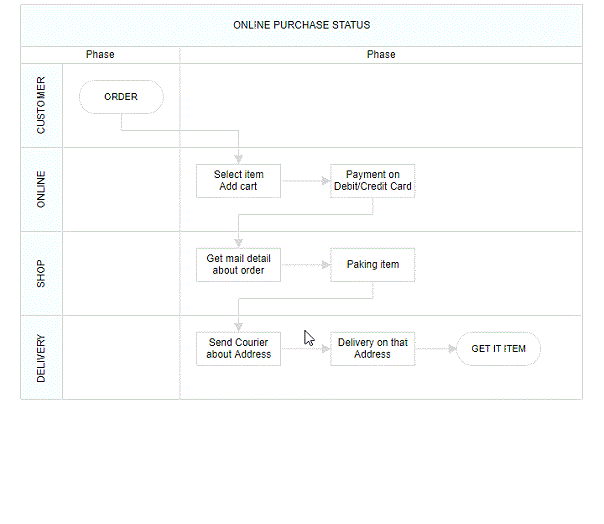 ONLINE PURCHASE STATUS
Phase
Phase
CUSTOMER
ORDER
ONLINE
Select item
Add cart
Payment on
Debit/Credit Card
SHOP
Get mail detail
about order
Paking item
DELIVERY
Send Courier
about Address
Delivery on that
Address
GET IT ITEM